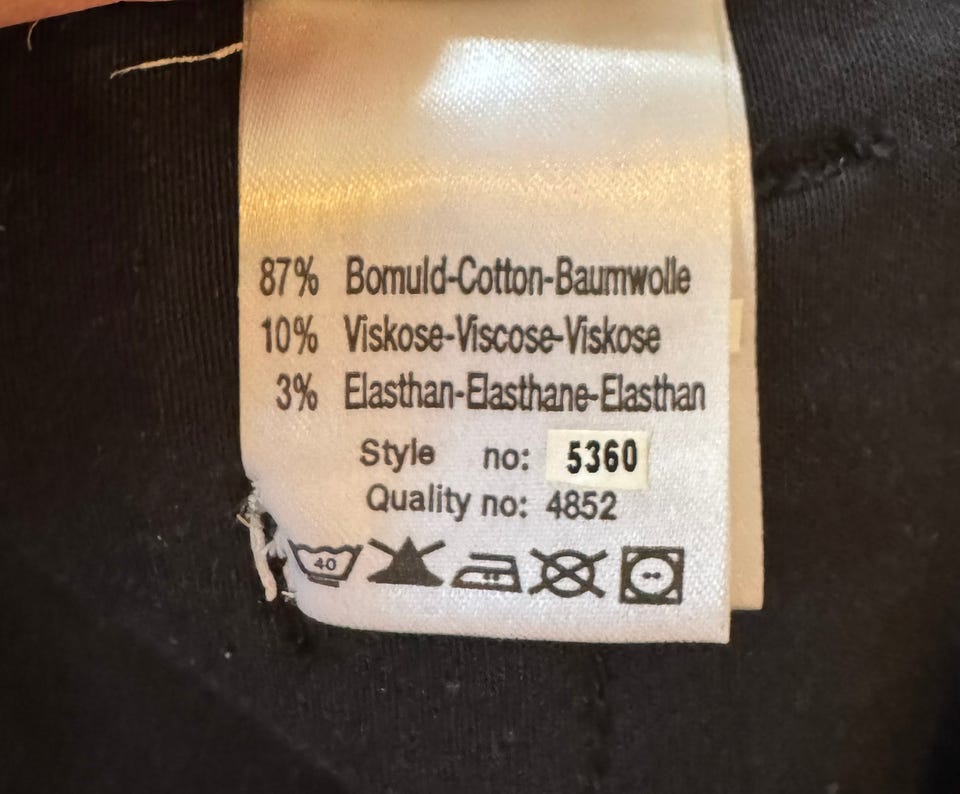 87% Bomuld-Cotton-Baumwolle
10% Viskose-Viscose-Viskose
3% Elasthan-Elasthane-Elasthan
Style no: 5360
Quality no: 4852
40